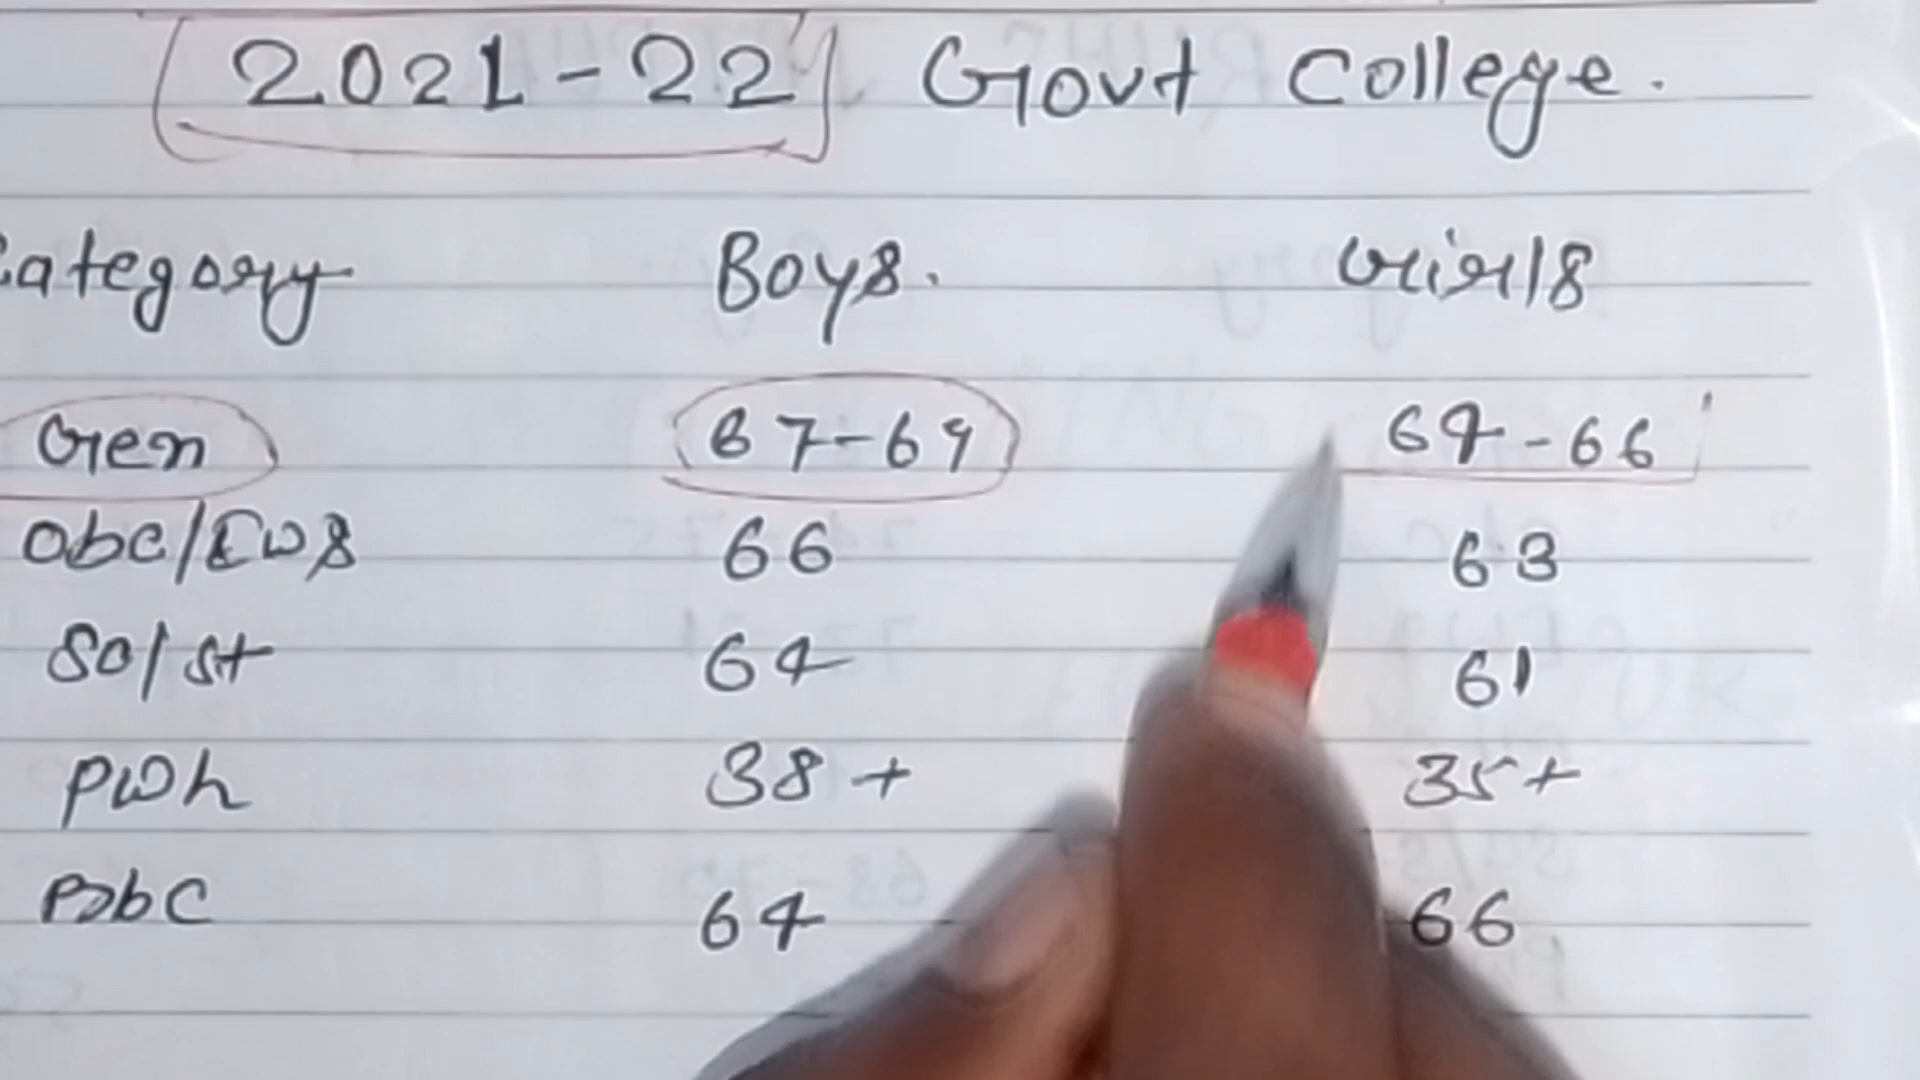 2021-22 Govt College.
Category Boys. Girls
Gen 67-69 64-66
Obc/Ews 66 63
Sc/St 64 61
Pwh 38+ 35+
64 66